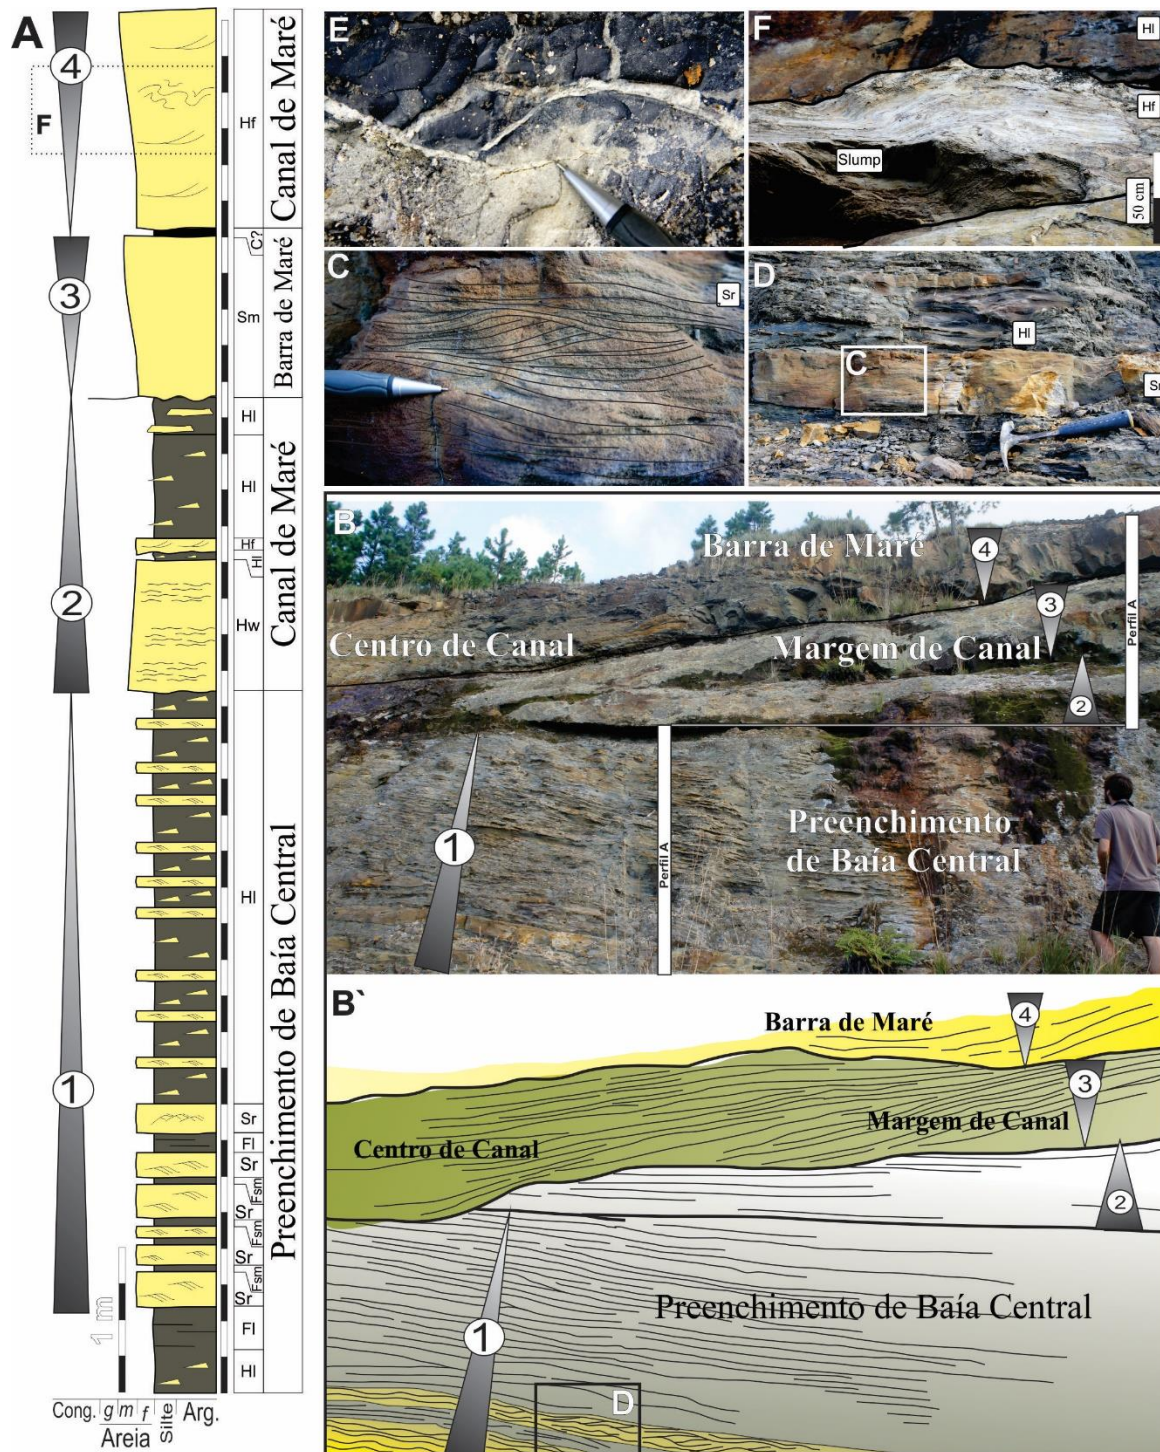 A
4
F
Hf
Canal de Maré
3
C?
Sm
Barra de Maré
Hl
Hl
Hf
Hl
2
Hw
Canal de Maré
Hl
1
Sr
Fl
Sr
Fsm
Sr
Fsm
Sr
Fsm
Sr
Fl
Hl
Preenchimento de Baía Central
1 m
Cong.
g
m
f
Silte
Arg.
Areia
E
F
Hl
Hf
Slump
50 cm
C
Sr
D
Hl
C
B
Barra de Maré
4
3
Centro de Canal
Margem de Canal
2
Perfil A
1
Perfil A
Preenchimento
de Baía Central
B`
4
Barra de Maré
3
Margem de Canal
Centro de Canal
2
1
Preenchimento de Baía Central
D